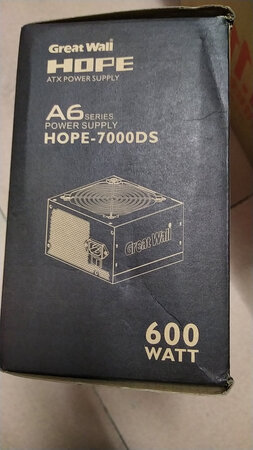 Great Wall
HOPE
ATX POWER SUPPLY
A6 SERIES
POWER SUPPLY
HOPE-7000DS
Great Wall
600
WATT